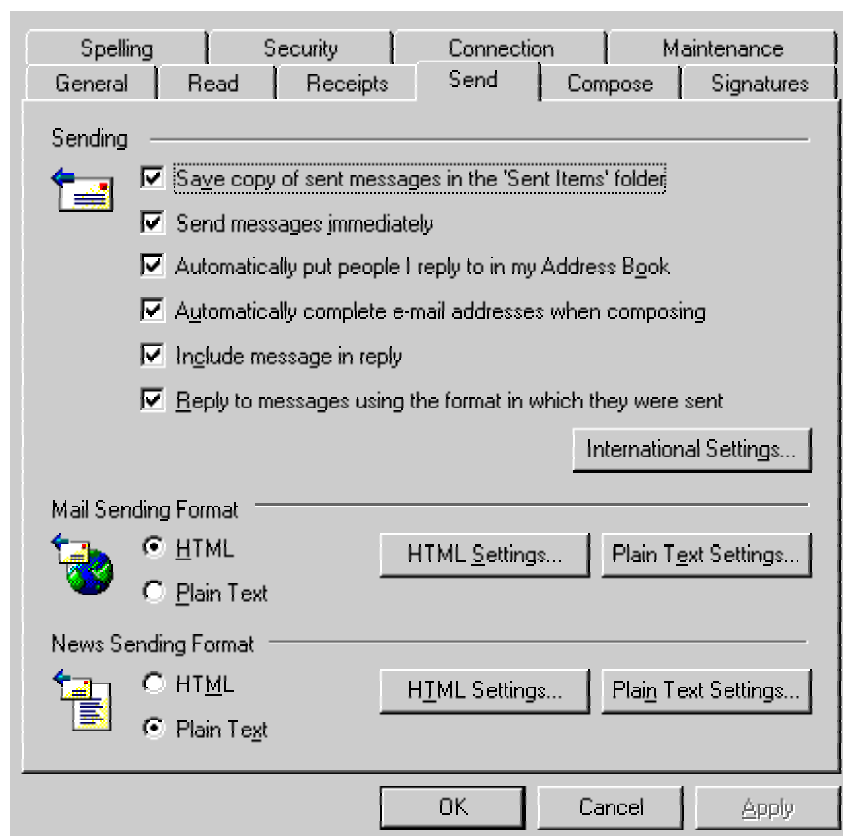 Spelling Security Connection Maintenance
General Read Receipts Send Compose Signatures
Sending
Save copy of sent messages in the 'Sent Items' folder
Send messages immediately
Automatically put people I reply to in my Address Book
Automatically complete e-mail addresses when composing
Include message in reply
Reply to messages using the format in which they were sent
International Settings...
Mail Sending Format
HTML HTML Settings... Plain Text Settings...
Plain Text
News Sending Format
HTML HTML Settings... Plain Text Settings...
Plain Text
OK Cancel Apply